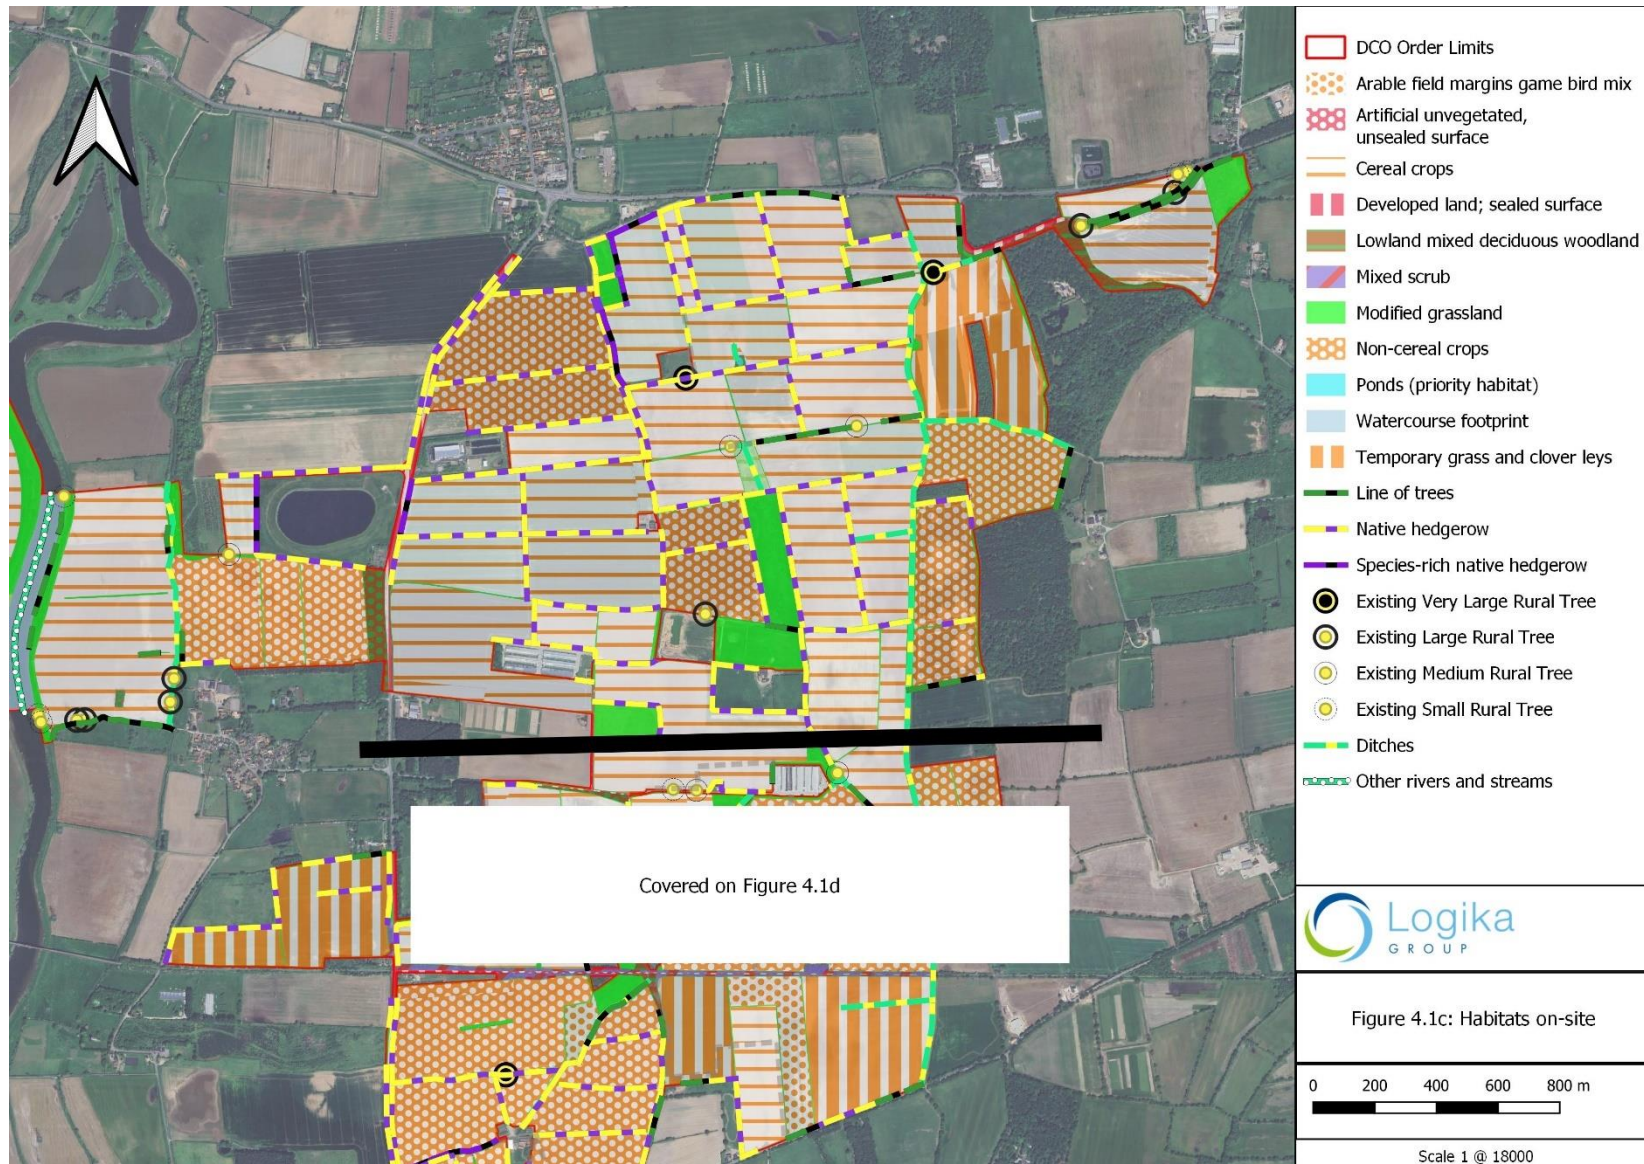 DCO Order Limits
Arable field margins game bird mix
Artificial unvegetated,
unsealed surface
Cereal crops
Developed land; sealed surface
Lowland mixed deciduous woodland
Mixed scrub
Modified grassland
Non-cereal crops
Ponds (priority habitat)
Watercourse footprint
Temporary grass and clover leys
Line of trees
Native hedgerow
Species-rich native hedgerow
Existing Very Large Rural Tree
Existing Large Rural Tree
Existing Medium Rural Tree
Existing Small Rural Tree
Ditches
Other rivers and streams
Covered on Figure 4.1d
Logika
GROUP
Figure 4.1c: Habitats on-site
0 200 400 600 800 m
Scale 1 @ 18000